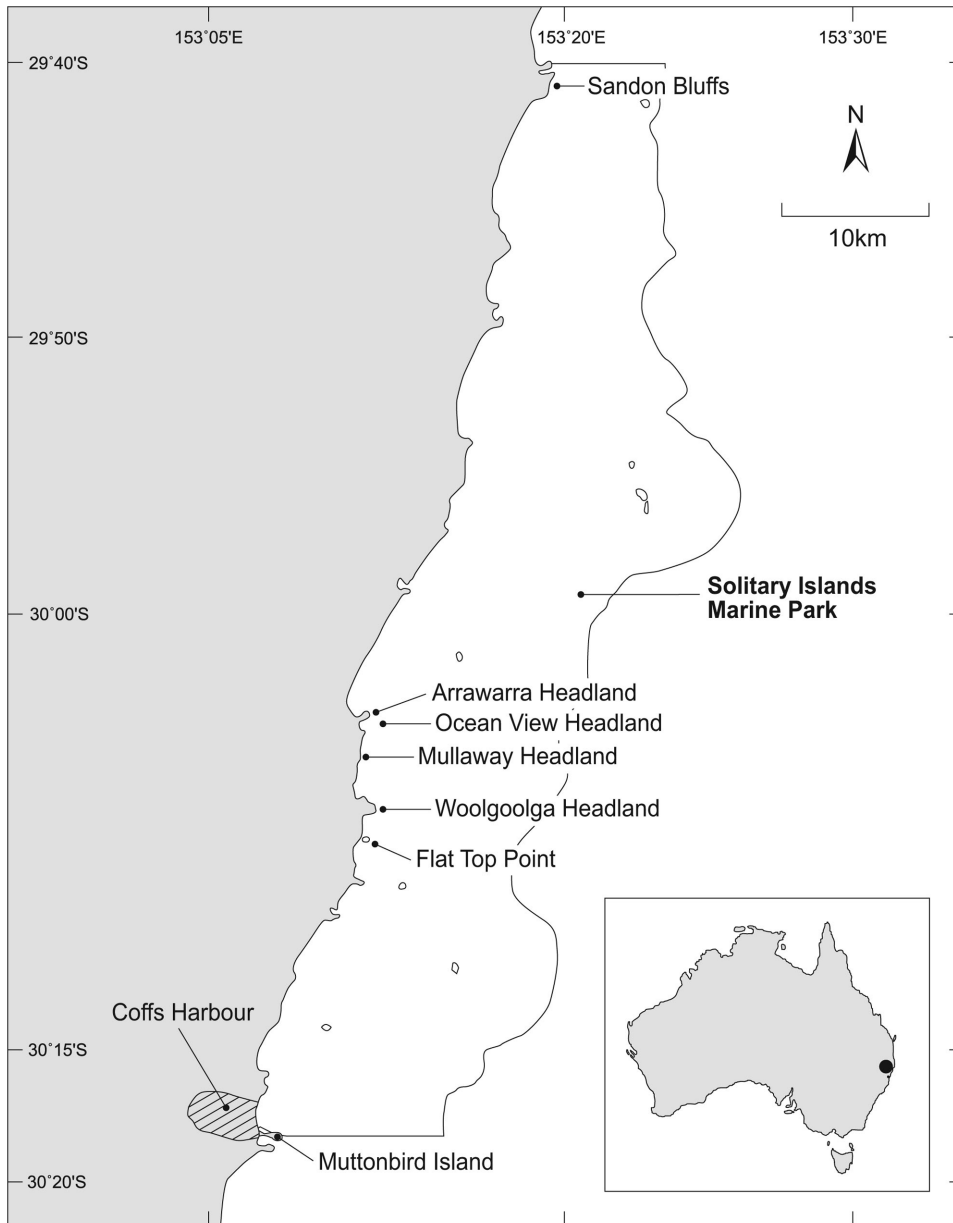 153°05'E
153°20'E
153°30'E
29°40'S
Sandon Bluffs
N
10km
29°50'S
Solitary Islands
Marine Park
30°00'S
Arrawarra Headland
Ocean View Headland
Mullaway Headland
Woolgoolga Headland
Flat Top Point
Coffs Harbour
30°15'S
Muttonbird Island
30°20'S